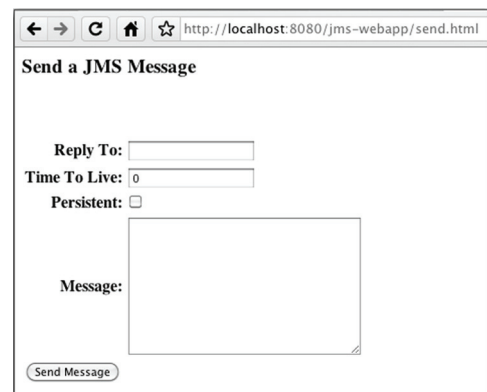 http://localhost:8080/jms-webapp/send.html
Send a JMS Message
Reply To:
Time To Live: 0
Persistent:
Message:
Send Message